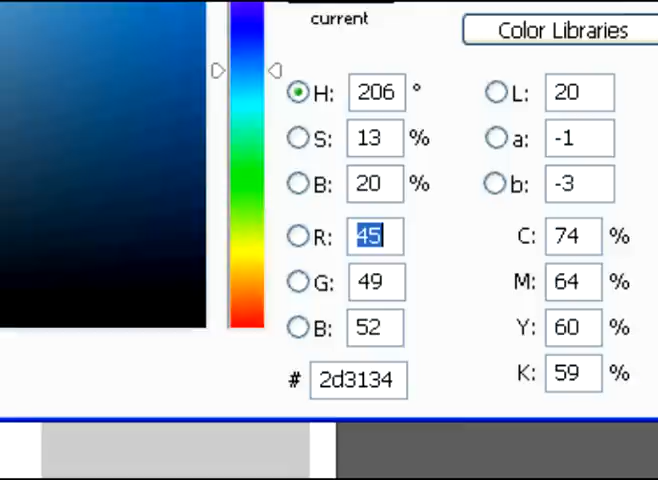 current
Color Libraries
H: 206 ° L: 20
S: 13 % a: -1
B: 20 % b: -3
R: 45 C: 74 %
G: 49 M: 64 %
B: 52 Y: 60 %
# 2d3134 K: 59 %